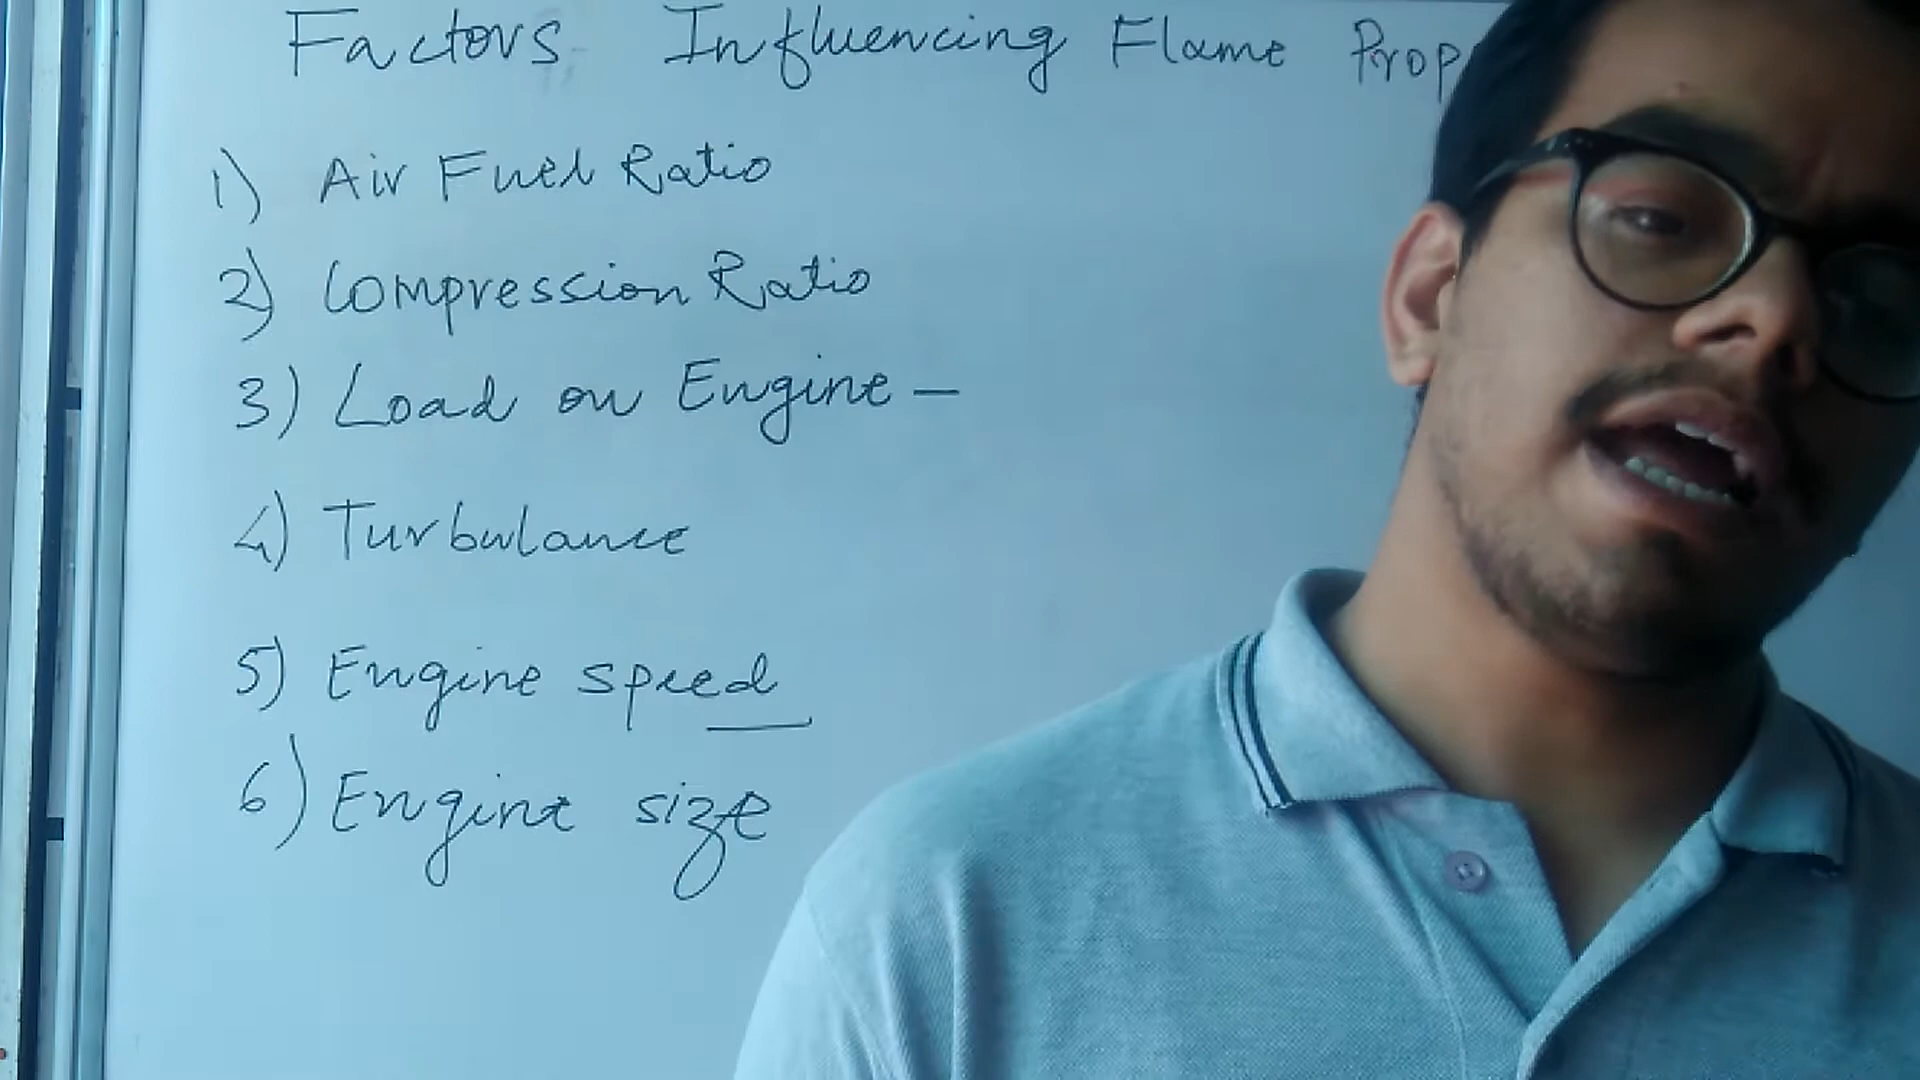 Factors Influencing Flame Prop
1) Air Fuel Ratio
2) Compression Ratio
3) Load on Engine –
4) Turbulance
5) Engine speed
6) Engine size